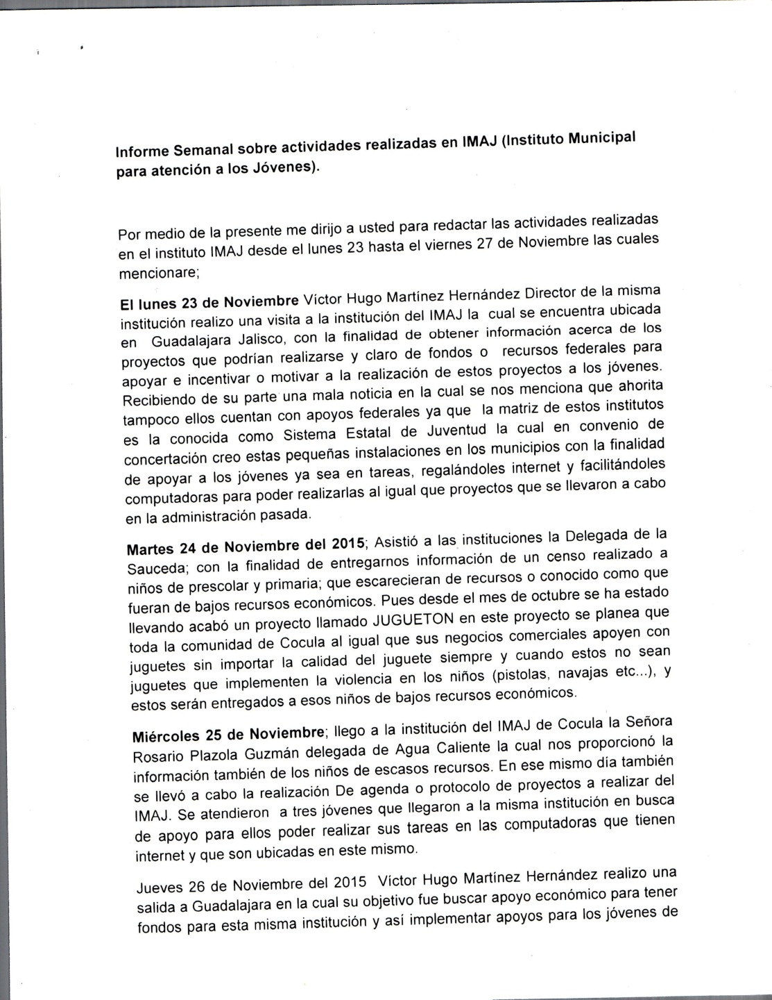 Informe Semanal sobre actividades realizadas en IMAJ (Instituto Municipal
para atención a los Jóvenes).
Por medio de la presente me dirijo a usted para redactar las actividades realizadas
en el instituto IMAJ desde el lunes 23 hasta el viernes 27 de Noviembre las cuales
mencionare;
El lunes 23 de Noviembre Víctor Hugo Martínez Hernández Director de la misma
institución realizo una visita a la institución del IMAJ la cual se encuentra ubicada
en Guadalajara Jalisco, con la finalidad de obtener información acerca de los
proyectos que podrían realizarse y claro de fondos o recursos federales para
apoyar e incentivar o motivar a la realización de estos proyectos a los jóvenes.
Recibiendo de su parte una mala noticia en la cual se nos menciona que ahorita
tampoco ellos cuentan con apoyos federales ya que la matriz de estos institutos
es la conocida como Sistema Estatal de Juventud la cual en convenio de
concertación creo estas pequeñas instalaciones en los municipios con la finalidad
de apoyar a los jóvenes ya sea en tareas, regalándoles internet y facilitándoles
computadoras para poder realizarlas al igual que proyectos que se llevaron a cabo
en la administración pasada.
Martes 24 de Noviembre del 2015; Asistió a las instituciones la Delegada de la
Sauceda; con la finalidad de entregarnos información de un censo realizado a
niños de prescolar y primaria; que escarecieran de recursos o conocido como que
fueran de bajos recursos económicos. Pues desde el mes de octubre se ha estado
llevando acabó un proyecto llamado JUGUETON en este proyecto se planea que
toda la comunidad de Cocula al igual que sus negocios comerciales apoyen con
juguetes sin importar la calidad del juguete siempre y cuando estos no sean
juguetes que implementen la violencia en los niños (pistolas, navajas etc...), y
estos serán entregados a esos niños de bajos recursos económicos.
Miércoles 25 de Noviembre; llego a la institución del IMAJ de Cocula la Señora
Rosario Plazola Guzmán delegada de Agua Caliente la cual nos proporcionó la
información también de los niños de escasos recursos. En ese mismo día también
se llevó a cabo la realización De agenda o protocolo de proyectos a realizar del
IMAJ. Se atendieron a tres jóvenes que llegaron a la misma institución en busca
de apoyo para ellos poder realizar sus tareas en las computadoras que tienen
internet y que son ubicadas en este mismo.
Jueves 26 de Noviembre del 2015 Víctor Hugo Martínez Hernández realizo una
salida a Guadalajara en la cual su objetivo fue buscar apoyo económico para tener
fondos para esta misma institución y así implementar apoyos para los jóvenes de